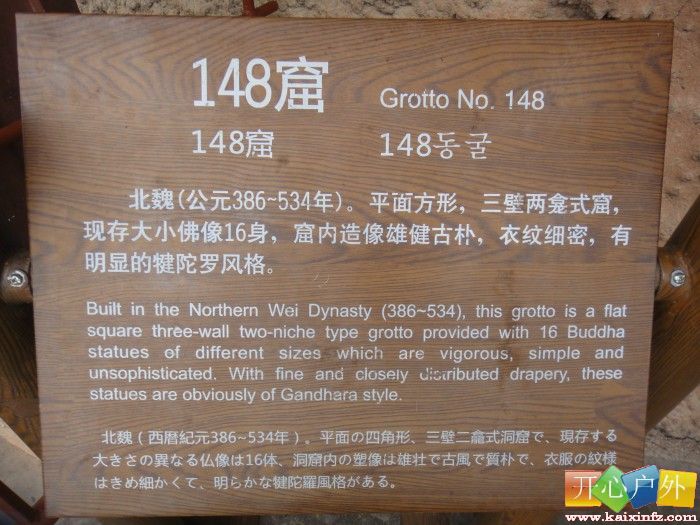 148窟 Grotto No. 148
148窟 148동굴
北魏(公元386~534年)。平面方形，三壁两龛式窟，
现存大小佛像16身，窟内造像雄健古朴，衣纹细密，有
明显的犍陀罗风格。
Built in the Northern Wei Dynasty (386~534), this grotto is a flat
square three-wall two-niche type grotto provided with 16 Buddha
statues of different sizes which are vigorous, simple and
unsophisticated. With fine and closely distributed drapery, these
statues are obviously of Gandhara style.
北魏（西暦紀元386~534年）。平面の四角形、三壁二龕式洞窟で、現存する
大きさの異なる仏像は16体、洞窟内の塑像は雄壮で古風で質朴で、衣服の紋様
はきめ細かくて、明らかな犍陀羅風格がある。
开心户外
www.kaixinfz.com